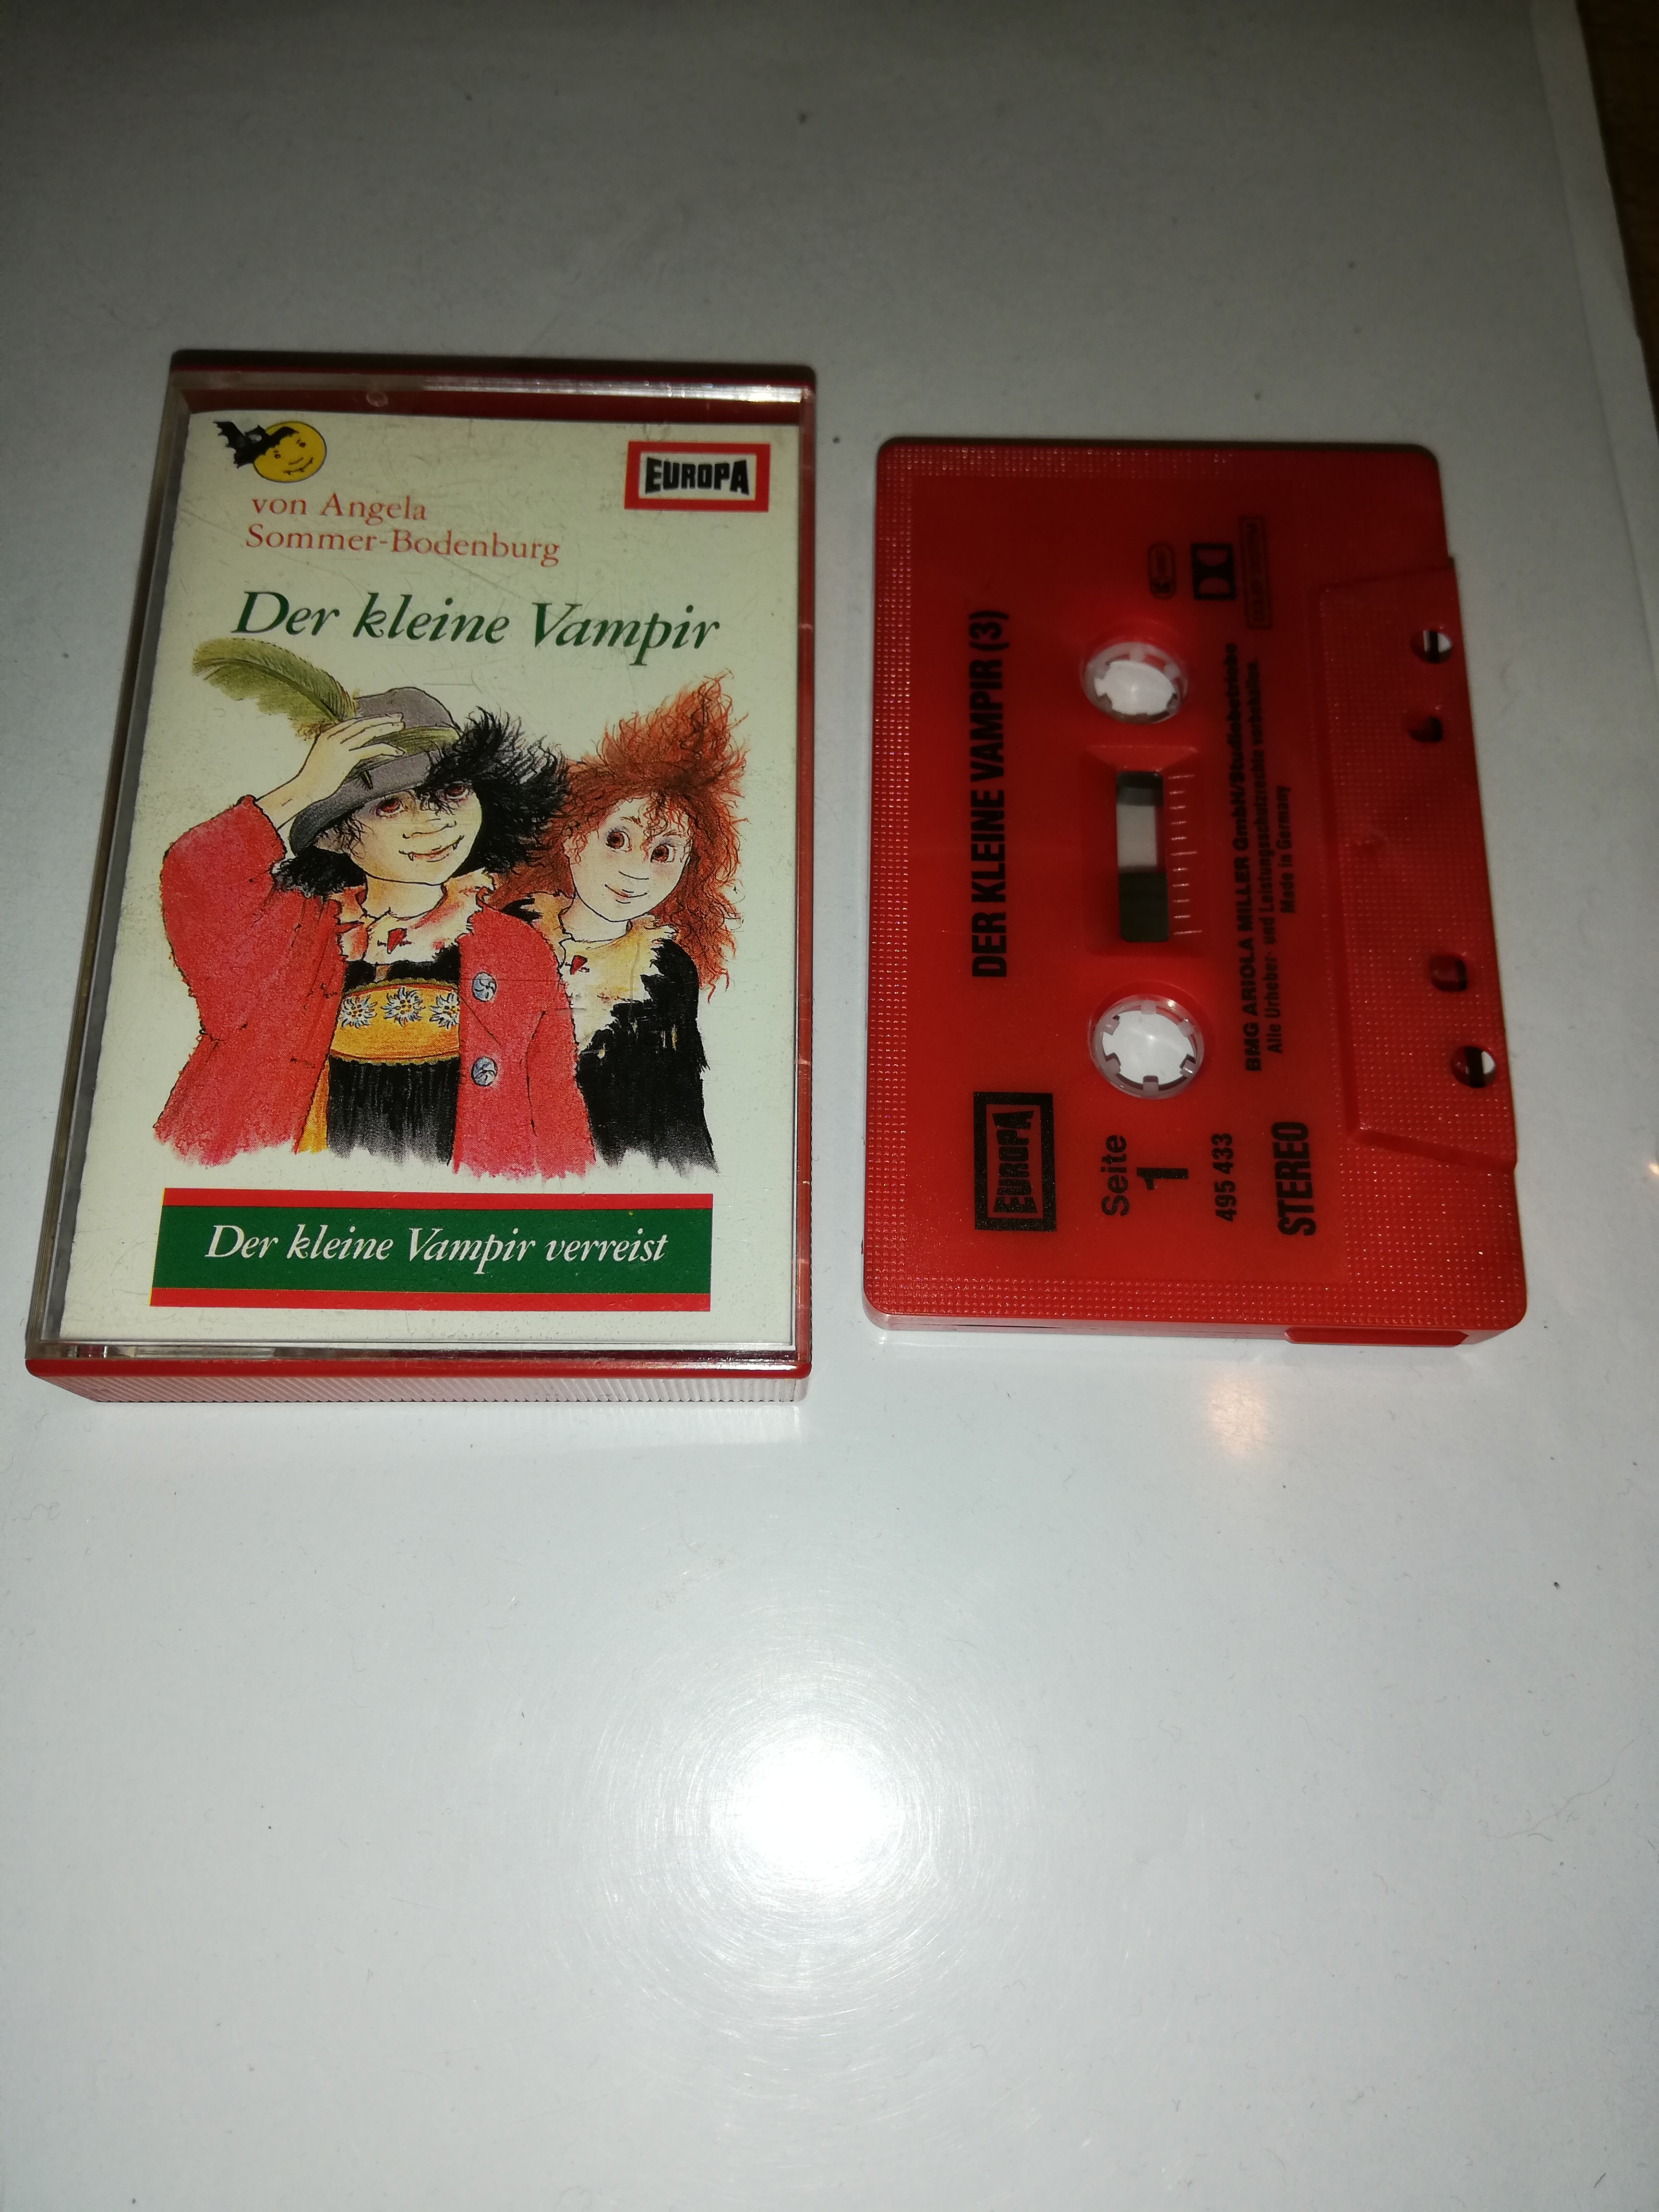 EUROPA
von Angela
Sommer-Bodenburg
Der kleine Vampir
Der kleine Vampir verreist
DER KLEINE VAMPIR (3)
EUROPA
Seite
1
495 433
STEREO
BMG ARIOLA MILLER GmbH/Studiobetriebe
Alle Urheber- und Leistungsschutzrechte vorbehalten.
Made in Germany